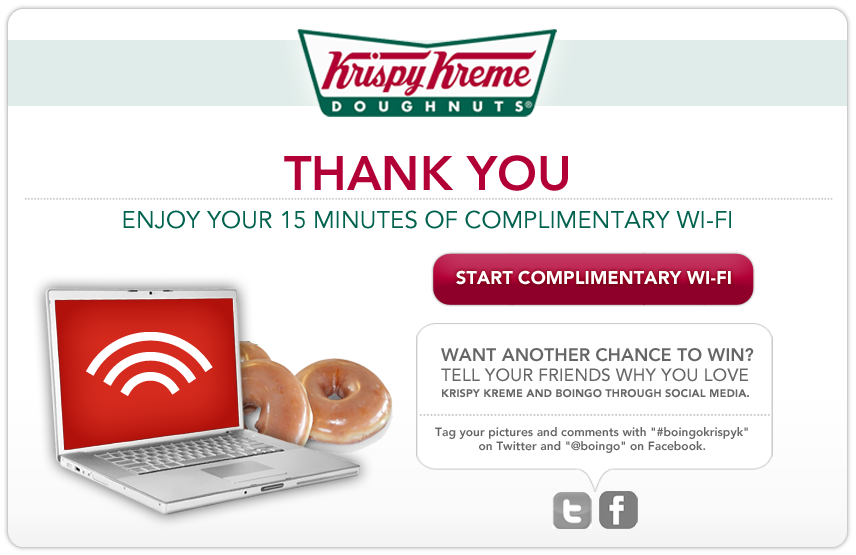 Krispy Kreme
DOUGHNUTS®
THANK YOU
ENJOY YOUR 15 MINUTES OF COMPLIMENTARY WI-FI
START COMPLIMENTARY WI-FI
WANT ANOTHER CHANCE TO WIN?
TELL YOUR FRIENDS WHY YOU LOVE
KRISPY KREME AND BOINGO THROUGH SOCIAL MEDIA.
Tag your pictures and comments with "#boingokrispyk"
on Twitter and "@boingo" on Facebook.
t f